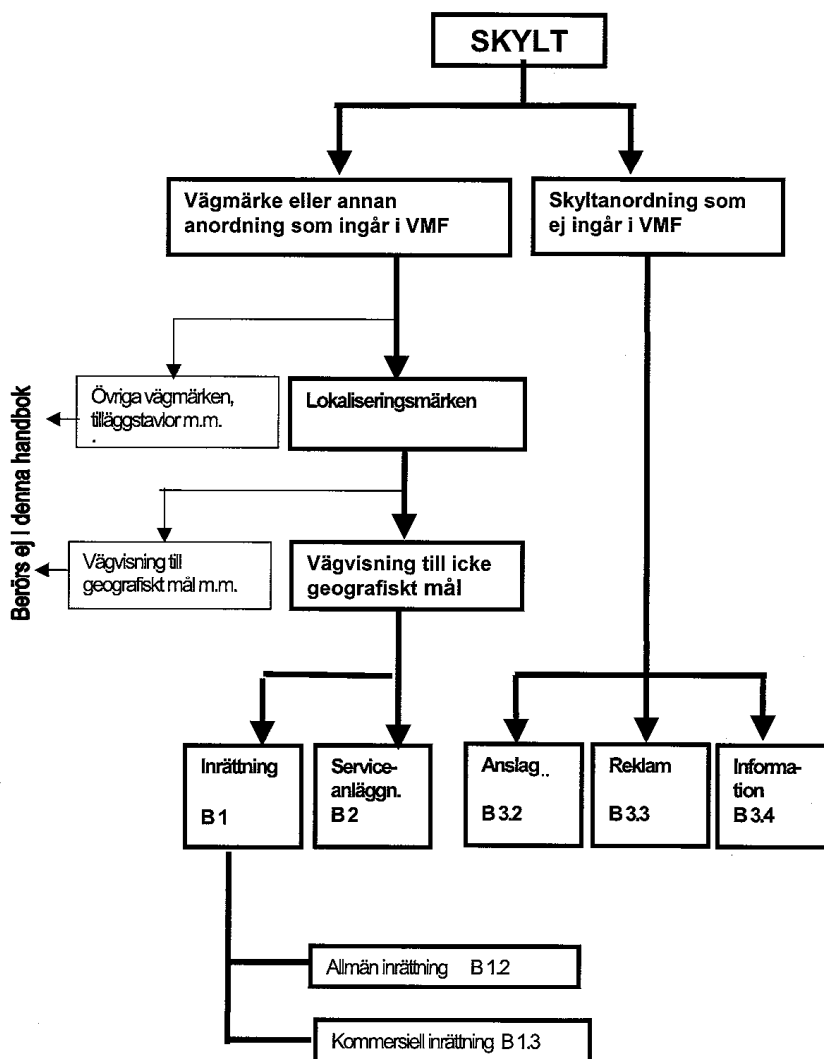 SKYLT
Vägmärke eller annan
anordning som ingår i VMF
Skyltanordning som
ej ingår i VMF
Övriga vägmärken,
tilläggstavlor m.m.
Lokaliseringsmärken
Berörs ej i denna handbok
Vägvisning till
geografiskt mål m.m.
Vägvisning till icke
geografiskt mål
Inrättning
B 1
Service-
anläggn.
B 2
Anslag
B 3.2
Reklam
B 3.3
Informa-
tion
B 3.4
Allmän inrättning B 1.2
Kommersiell inrättning B 1.3